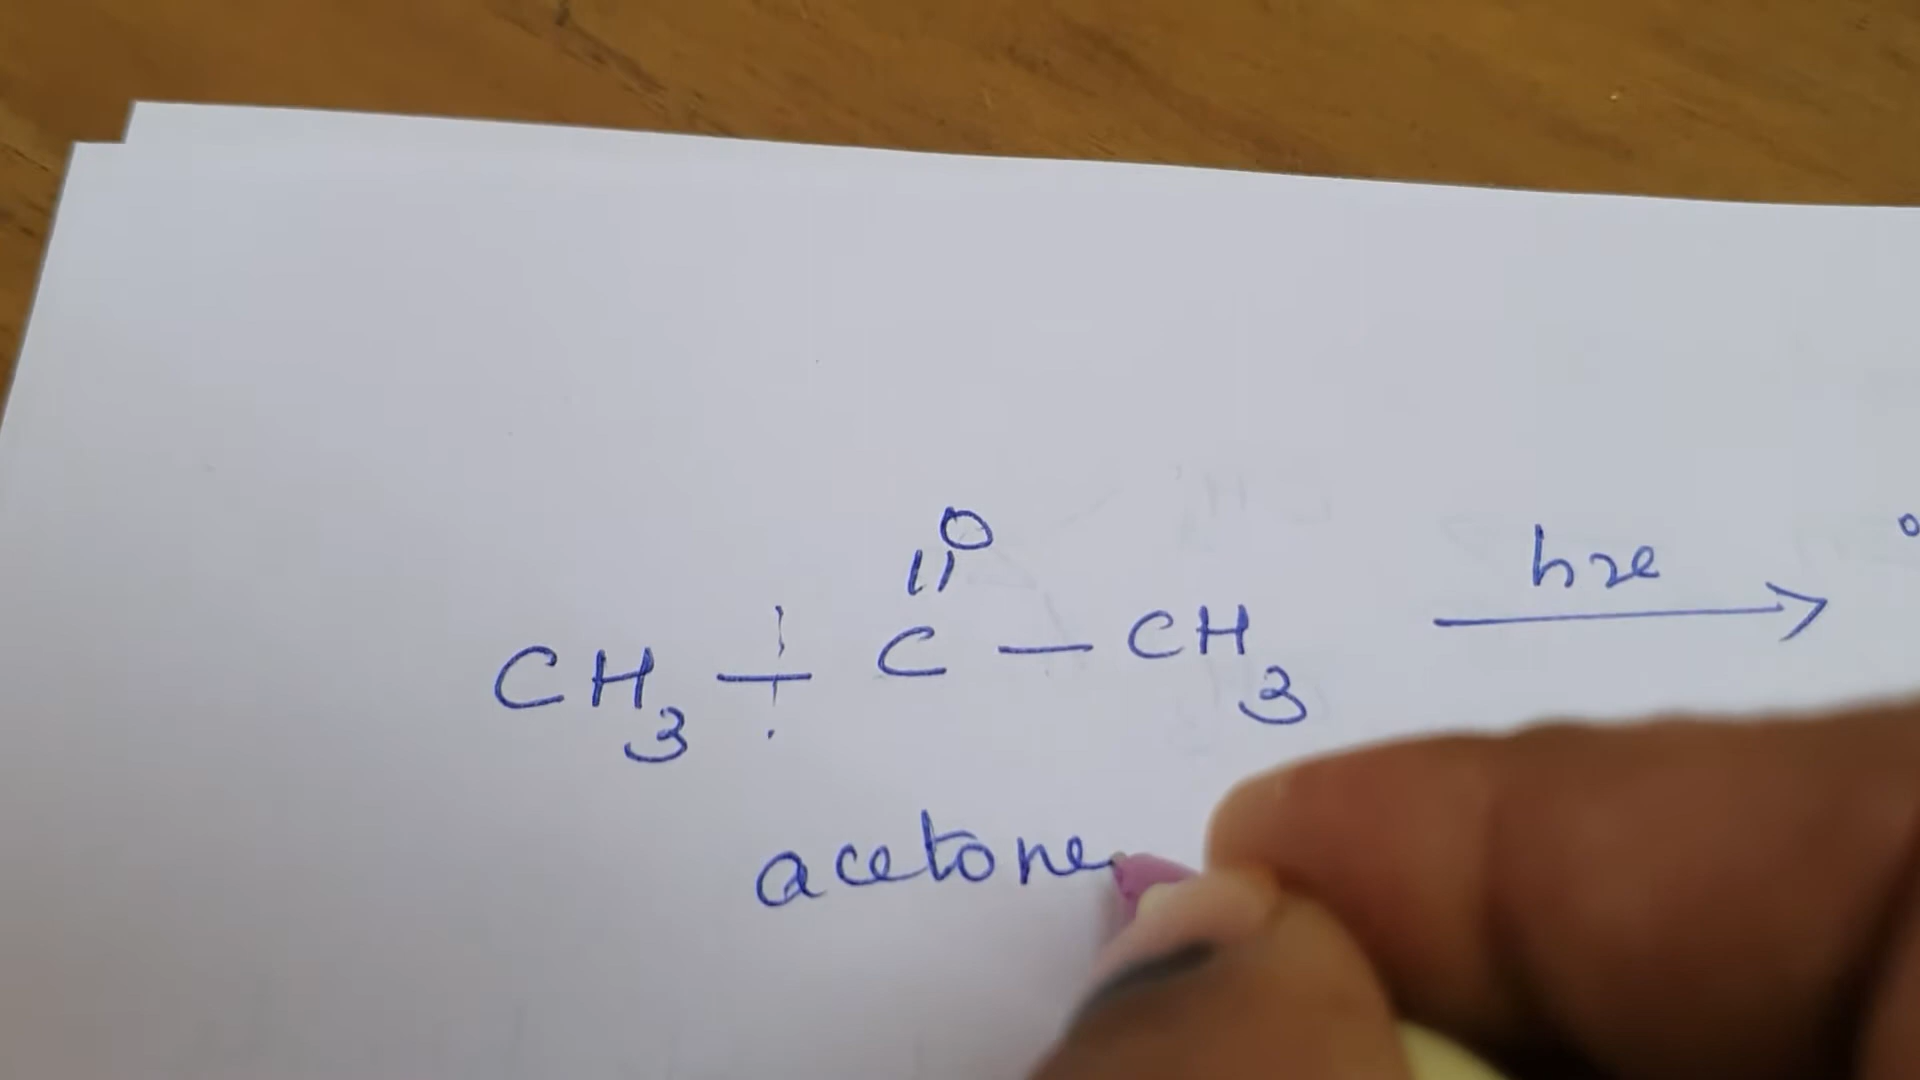 O
||
CH3 — C — CH3 hν →
acetone